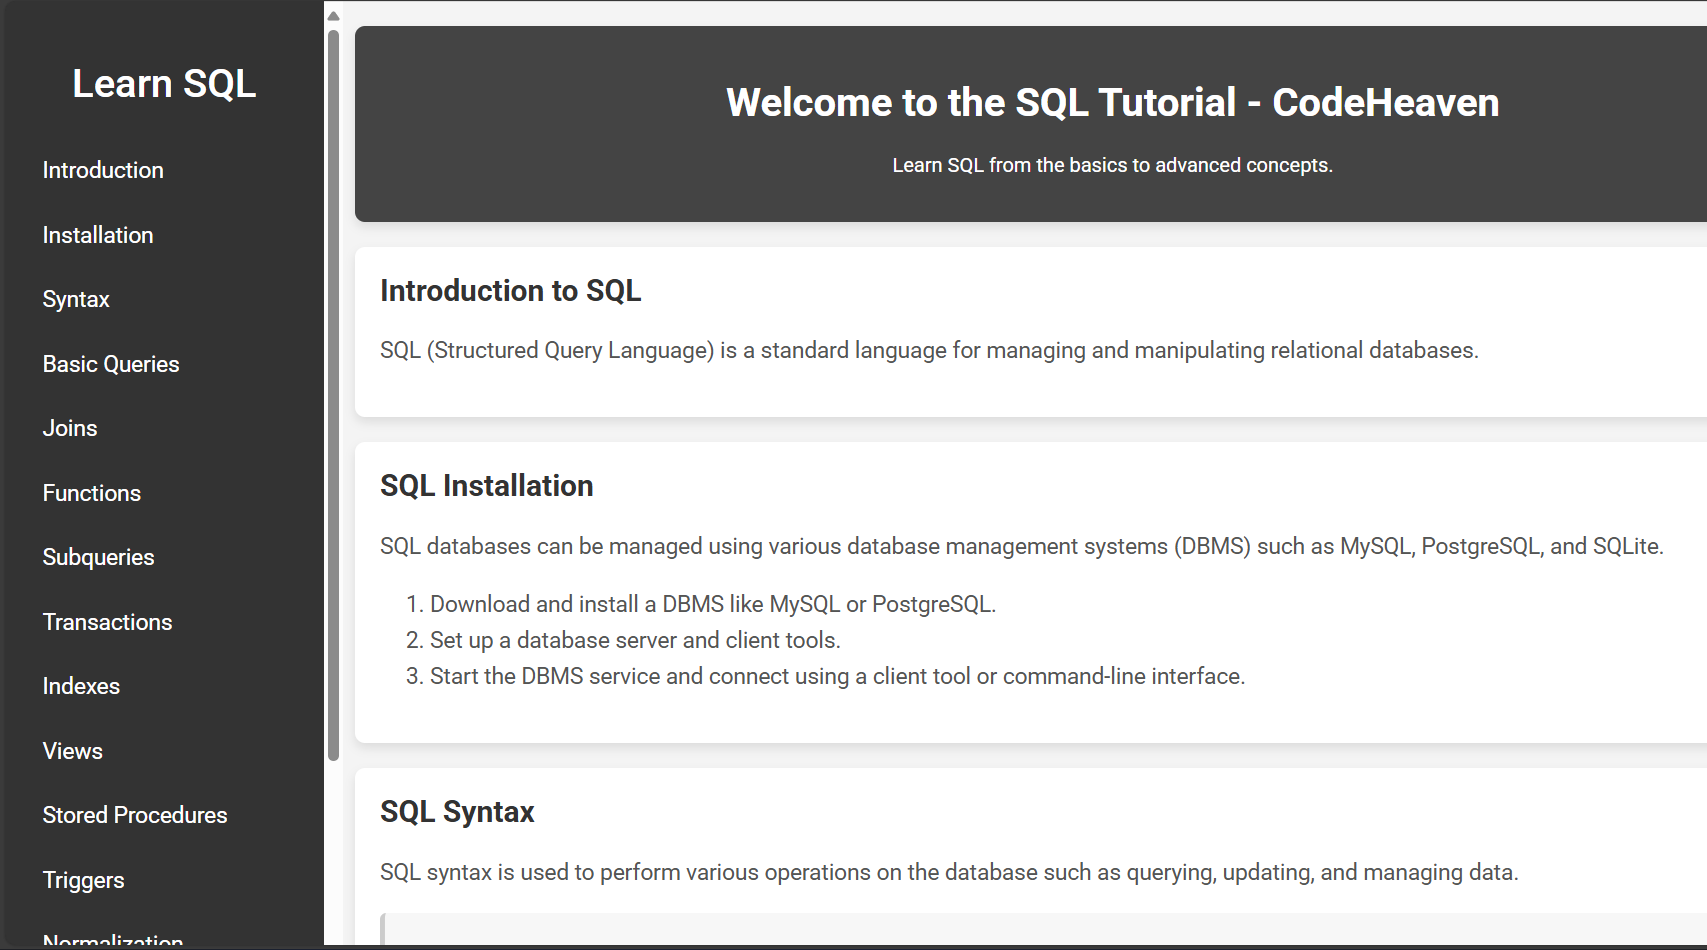 Learn SQL
Introduction
Installation
Syntax
Basic Queries
Joins
Functions
Subqueries
Transactions
Indexes
Views
Stored Procedures
Triggers
Normalization
Welcome to the SQL Tutorial - CodeHeaven
Learn SQL from the basics to advanced concepts.
Introduction to SQL
SQL (Structured Query Language) is a standard language for managing and manipulating relational databases.
SQL Installation
SQL databases can be managed using various database management systems (DBMS) such as MySQL, PostgreSQL, and SQLite.
1. Download and install a DBMS like MySQL or PostgreSQL.
2. Set up a database server and client tools.
3. Start the DBMS service and connect using a client tool or command-line interface.
SQL Syntax
SQL syntax is used to perform various operations on the database such as querying, updating, and managing data.